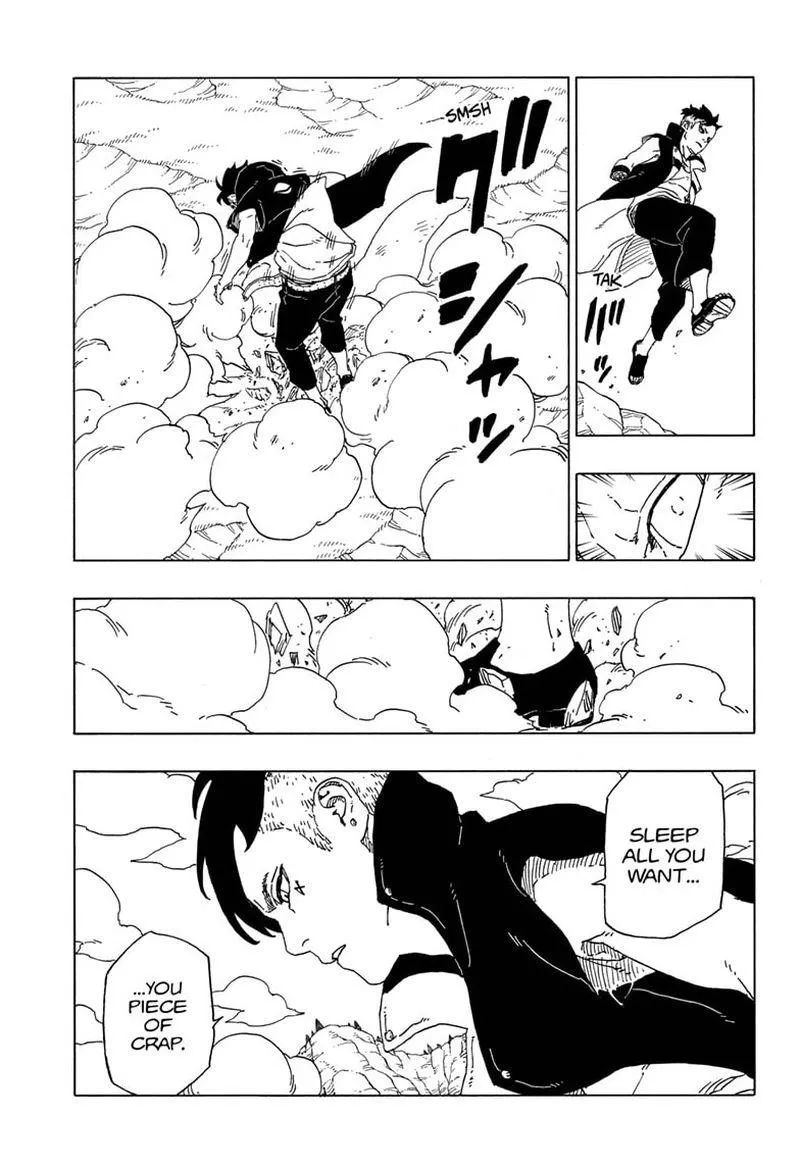 SMSH
グシャッ
TAK
ダッ
SLEEP
ALL YOU
WANT...
...YOU
PIECE
OF
CRAP.